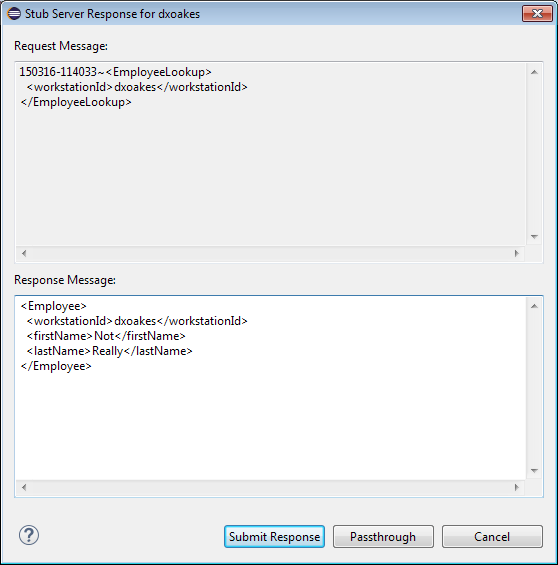 Stub Server Response for dxoakes
Request Message:
150316-114033~<EmployeeLookup>
  <workstationId>dxoakes</workstationId>
</EmployeeLookup>
Response Message:
<Employee>
  <workstationId>dxoakes</workstationId>
  <firstName>Not</firstName>
  <lastName>Really</lastName>
</Employee>
? Submit Response Passthrough Cancel